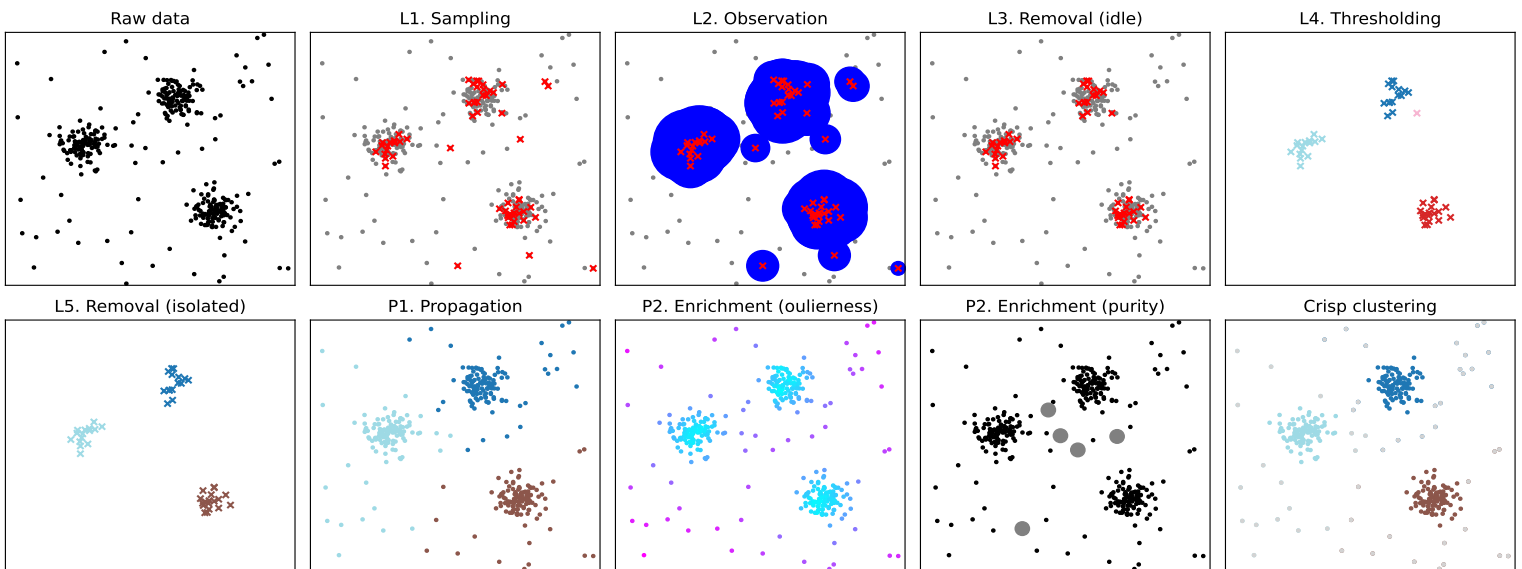 Raw data
L1. Sampling
L2. Observation
L3. Removal (idle)
L4. Thresholding
L5. Removal (isolated)
P1. Propagation
P2. Enrichment (oulierness)
P2. Enrichment (purity)
Crisp clustering